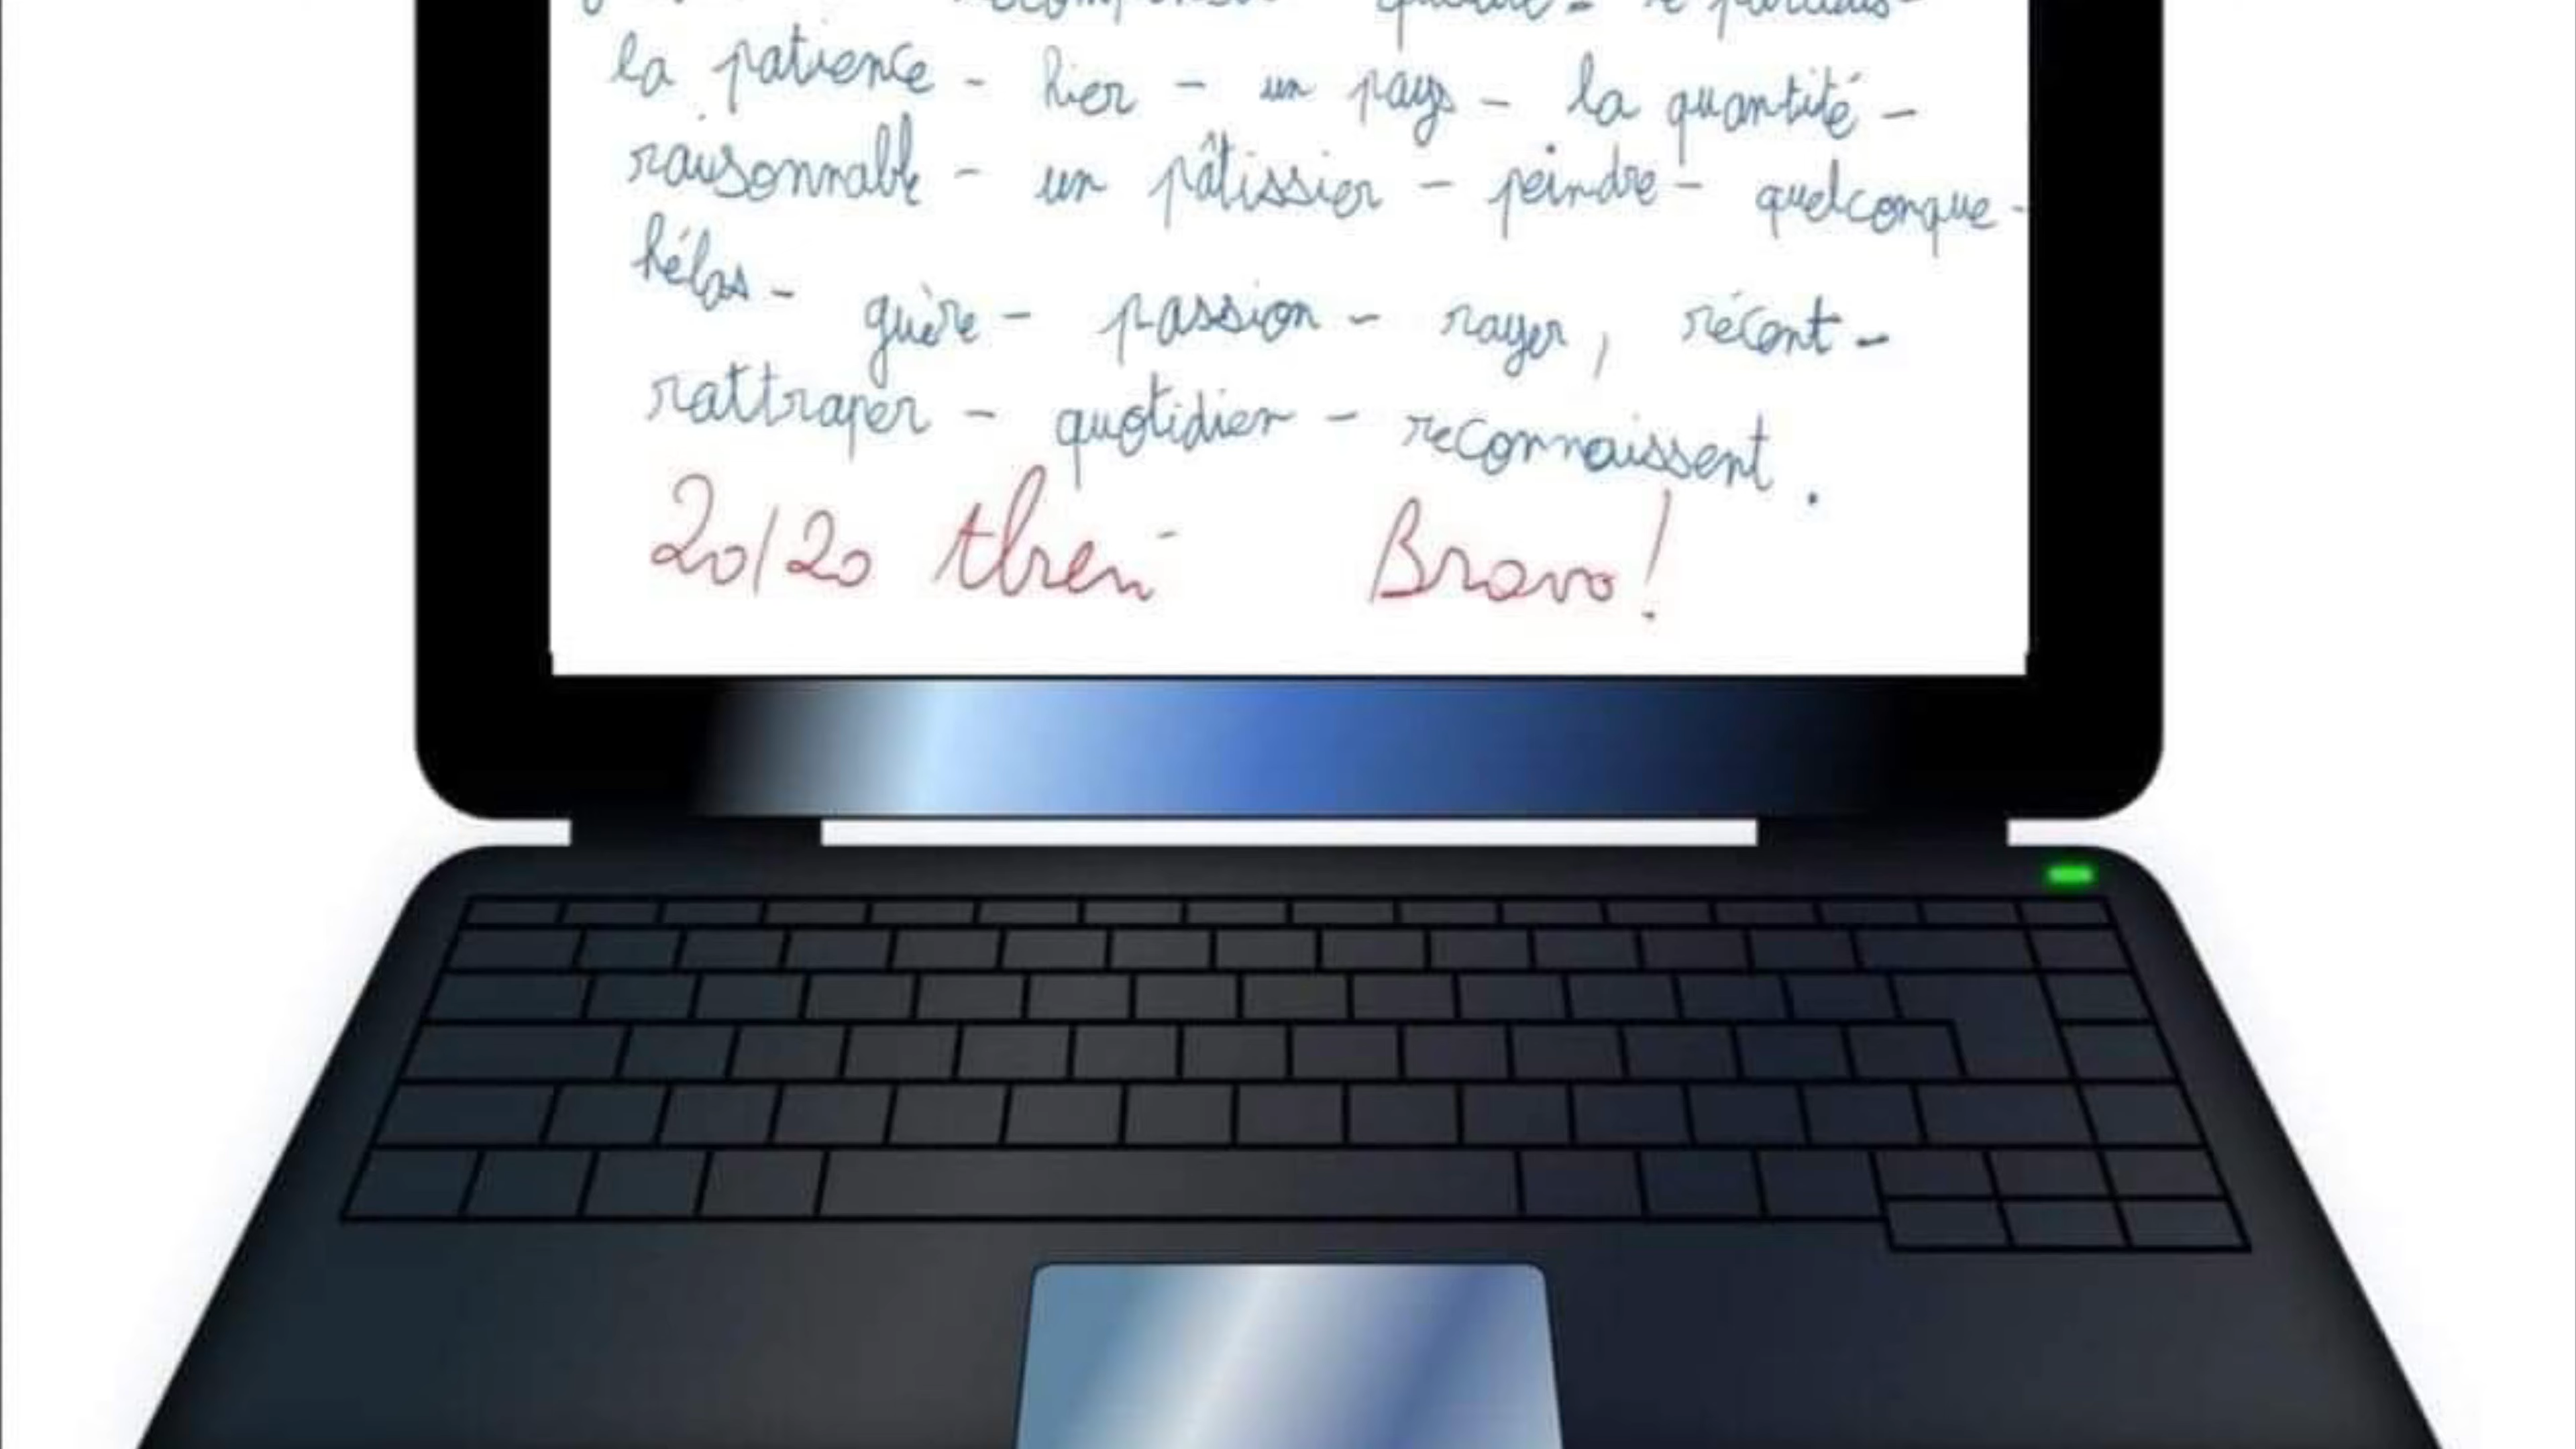 la patience - hier - un pays - la quantité -
raisonnable - un pâtissier - peindre - quelconque -
hélas - guère - passion - rayer, récent -
rattraper - quotidien - reconnaissent.
20/20 Bravo!